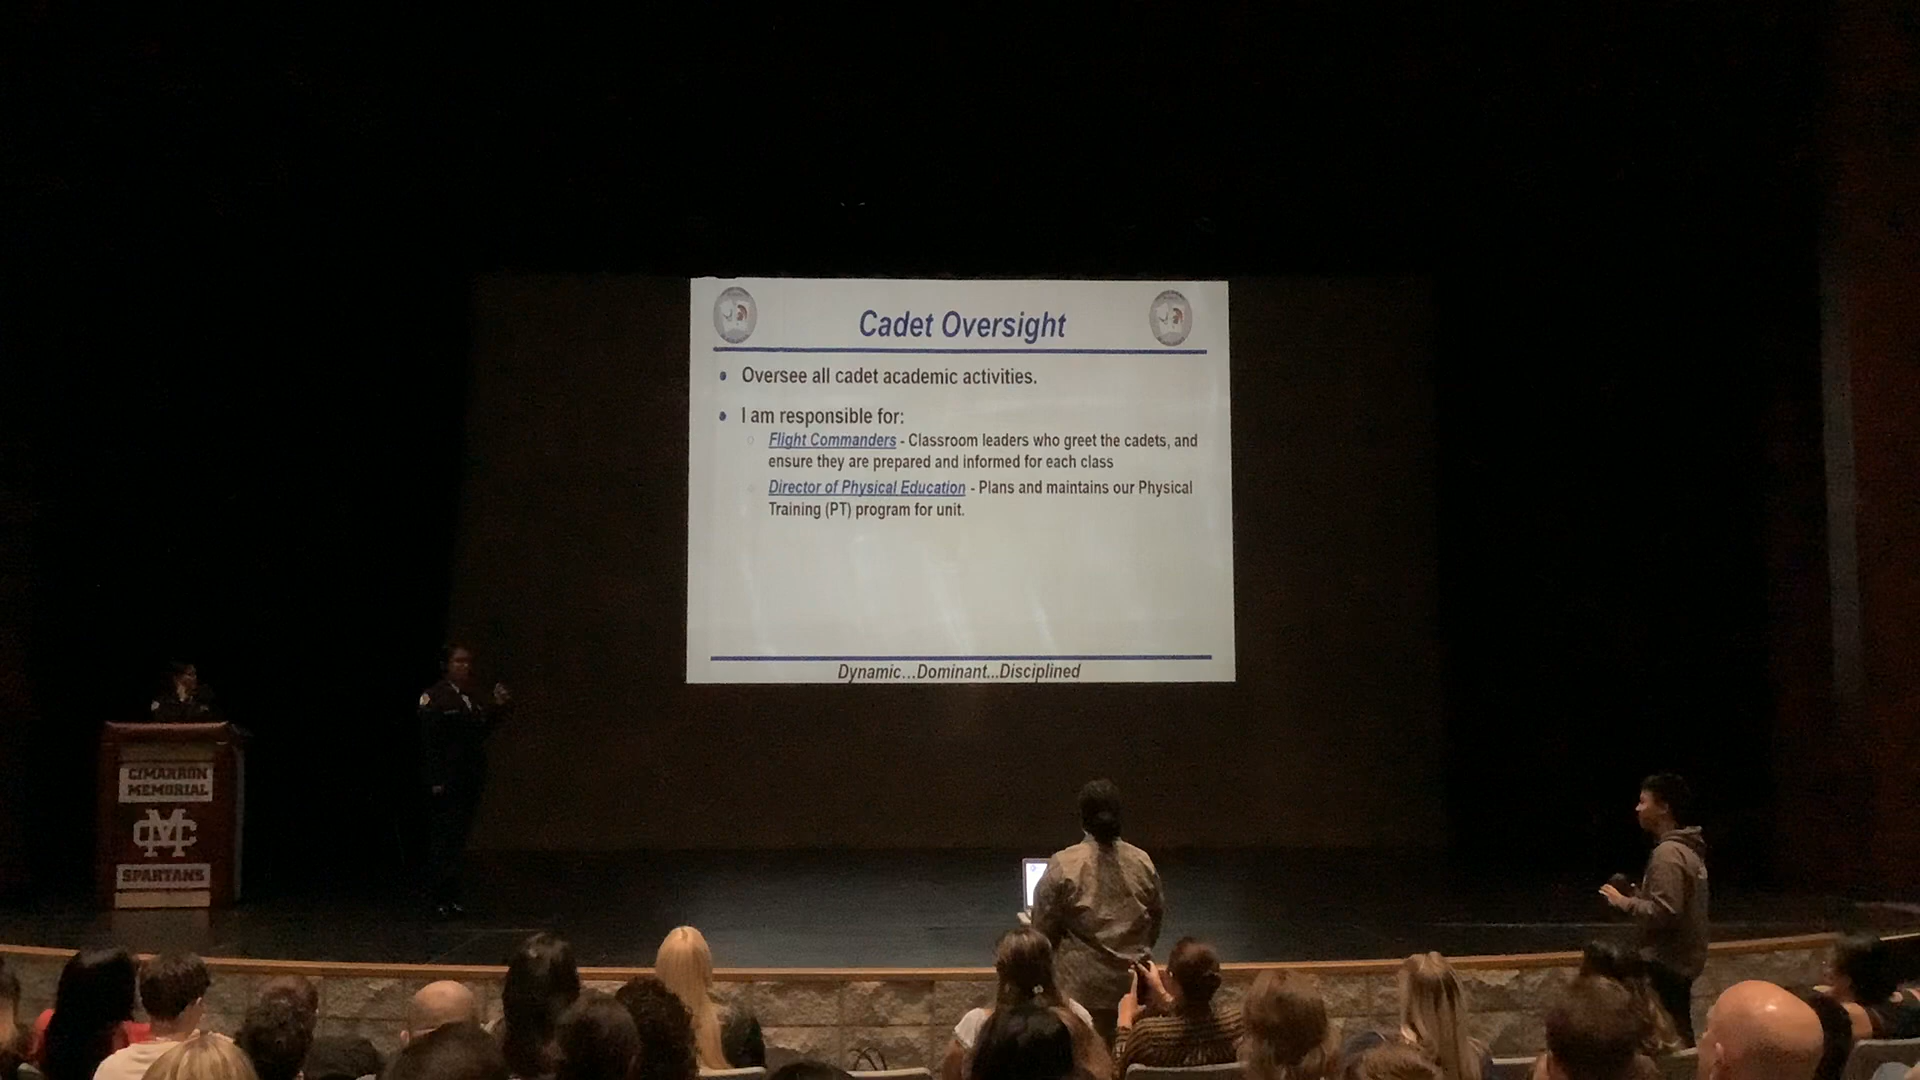 Cadet Oversight
Oversee all cadet academic activities.
I am responsible for:
Flight Commanders - Classroom leaders who greet the cadets, and
ensure they are prepared and informed for each class
Director of Physical Education - Plans and maintains our Physical
Training (PT) program for unit.
Dynamic...Dominant...Disciplined
CIMARRON
MEMORIAL
CM
SPARTANS